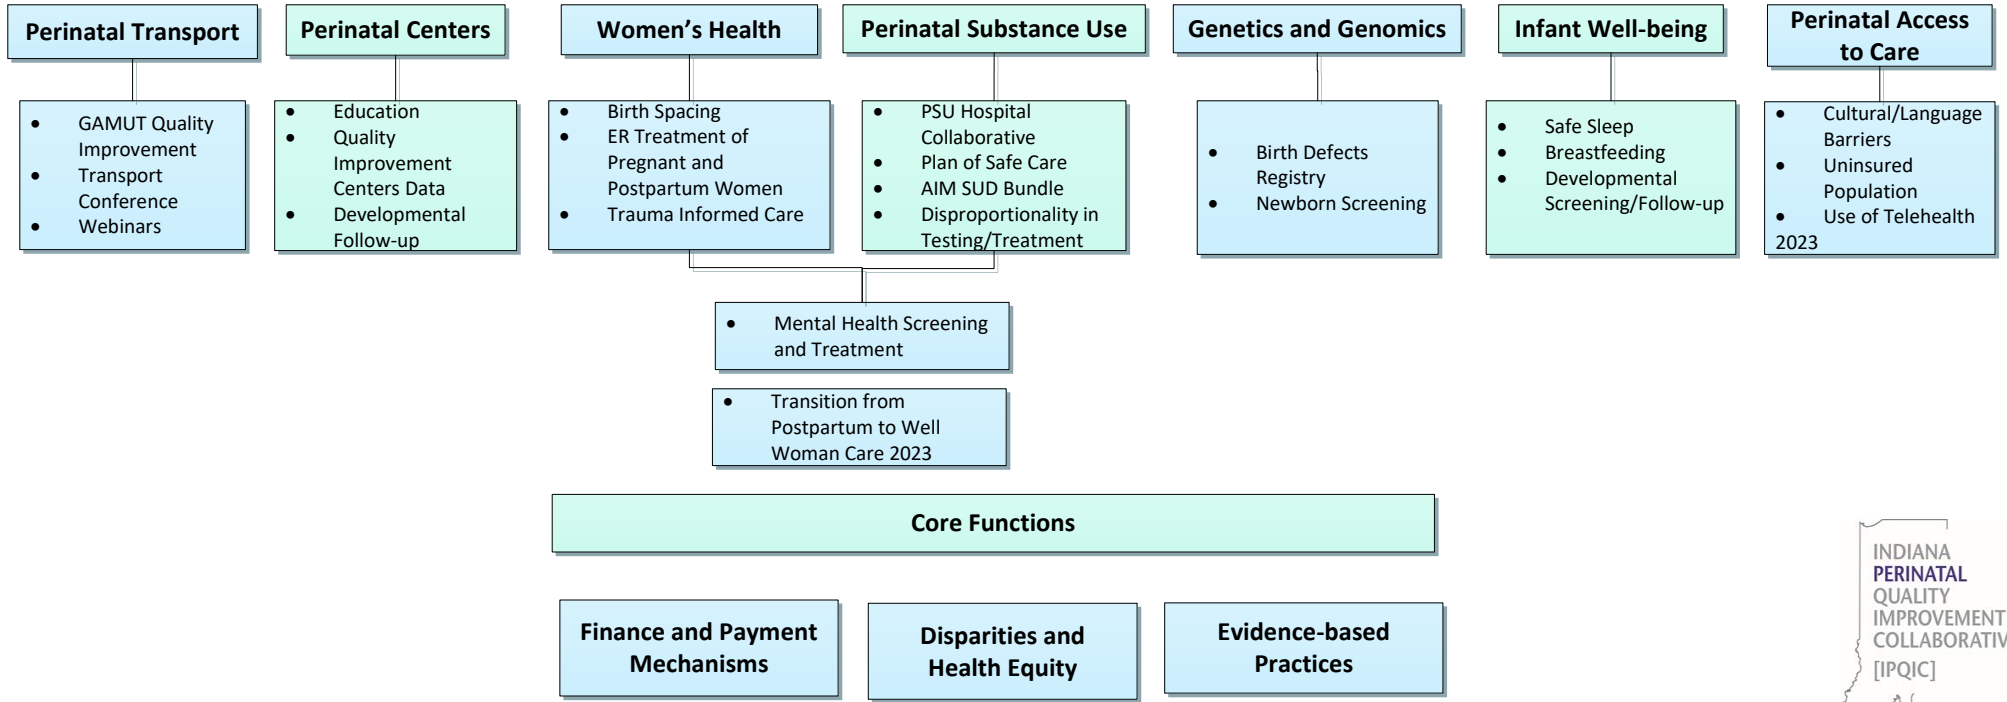 Perinatal Transport
• GAMUT Quality
Improvement
• Transport
Conference
• Webinars
Perinatal Centers
• Education
• Quality
Improvement
Centers Data
• Developmental
Follow-up
Women’s Health
• Birth Spacing
• ER Treatment of
Pregnant and
Postpartum Women
• Trauma Informed Care
Perinatal Substance Use
• PSU Hospital
Collaborative
• Plan of Safe Care
• AIM SUD Bundle
• Disproportionality in
Testing/Treatment
• Mental Health Screening
and Treatment
• Transition from
Postpartum to Well
Woman Care 2023
Genetics and Genomics
• Birth Defects
Registry
• Newborn Screening
Infant Well-being
• Safe Sleep
• Breastfeeding
• Developmental
Screening/Follow-up
Perinatal Access
to Care
• Cultural/Language
Barriers
• Uninsured
Population
• Use of Telehealth
2023
Core Functions
Finance and Payment
Mechanisms
Disparities and
Health Equity
Evidence-based
Practices
INDIANA
PERINATAL
QUALITY
IMPROVEMENT
COLLABORATIV
[IPQIC]